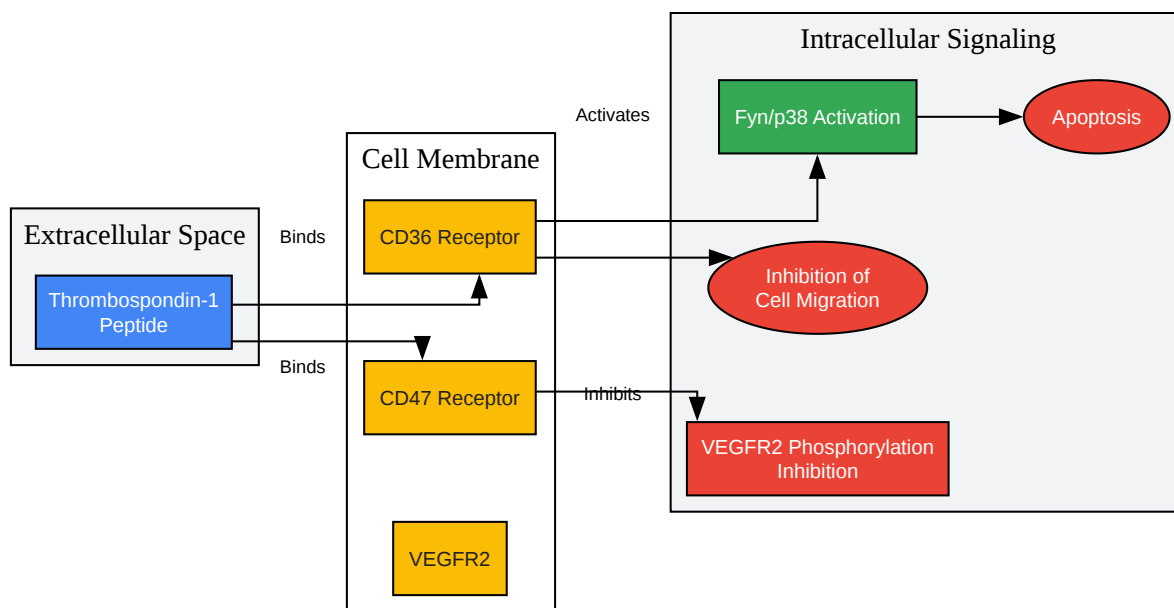 Intracellular Signaling
Activates
Fyn/p38 Activation
Apoptosis
Cell Membrane
Extracellular Space
Binds
CD36 Receptor
Thrombospondin-1
Peptide
Inhibition of
Cell Migration
Binds
CD47 Receptor
Inhibits
VEGFR2 Phosphorylation
Inhibition
VEGFR2